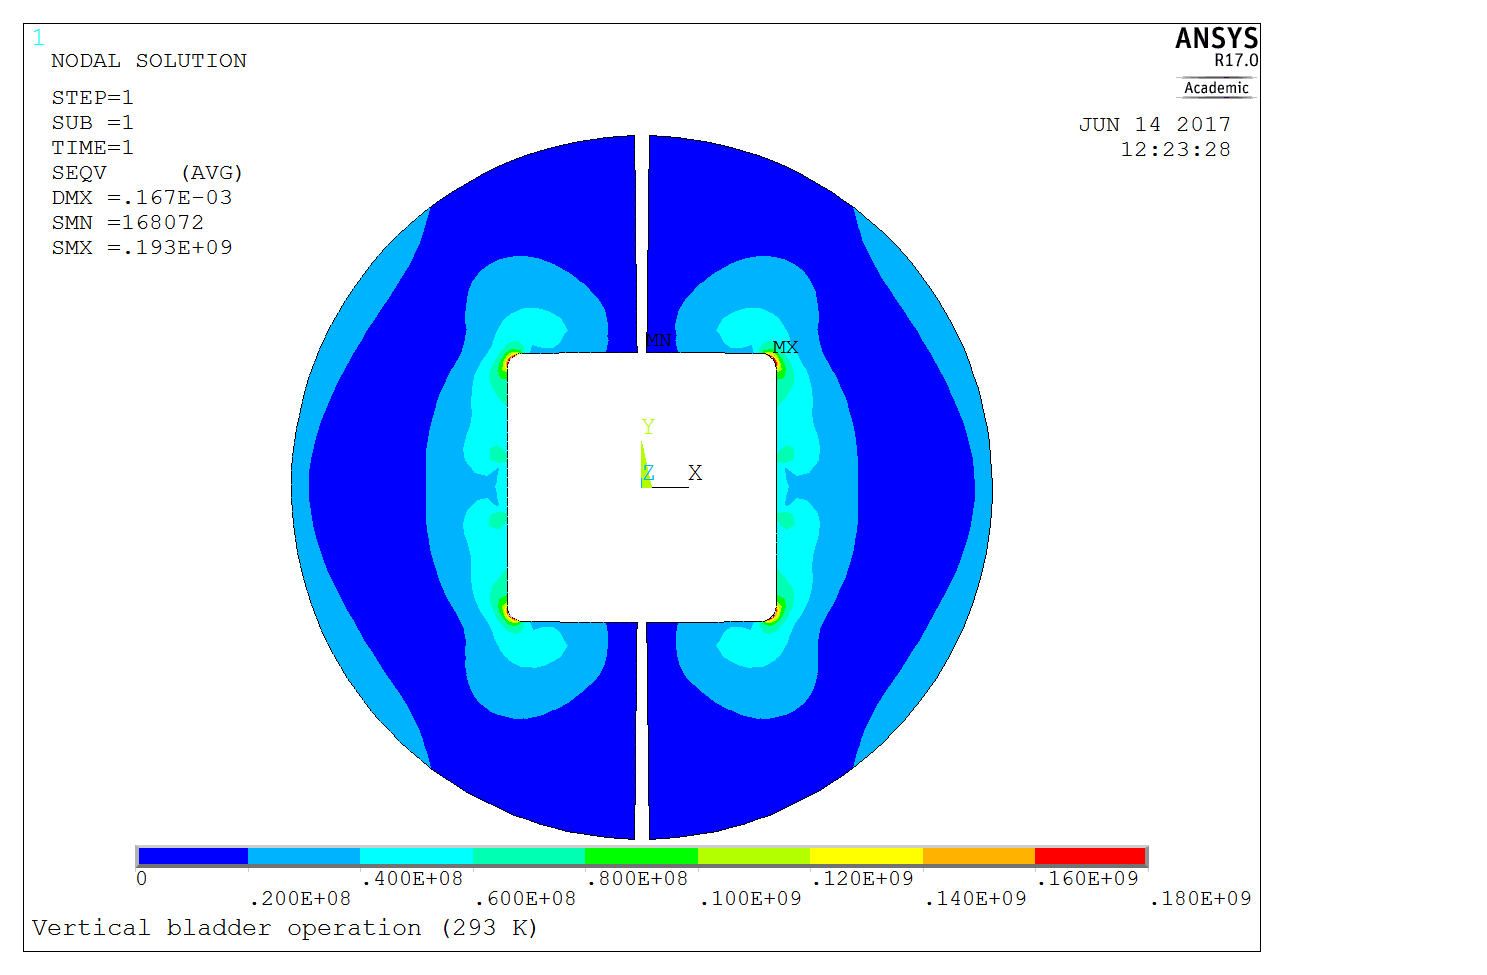 1
NODAL SOLUTION
STEP=1
SUB =1
TIME=1
SEQV (AVG)
DMX =.167E-03
SMN =168072
SMX =.193E+09
ANSYS
R17.0
Academic
JUN 14 2017
12:23:28
MN
MX
Y
Z X
0 .400E+08 .800E+08 .120E+09 .160E+09
.200E+08 .600E+08 .100E+09 .140E+09 .180E+09
Vertical bladder operation (293 K)